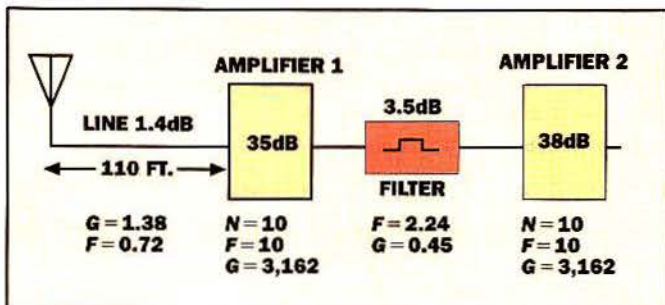 AMPLIFIER 1
AMPLIFIER 2
3.5dB
LINE 1.4dB
35dB
38dB
110 FT.
FILTER
G=1.38
F=0.72
N=10
F=10
G=3,162
F=2.24
G=0.45
N=10
F=10
G=3,162